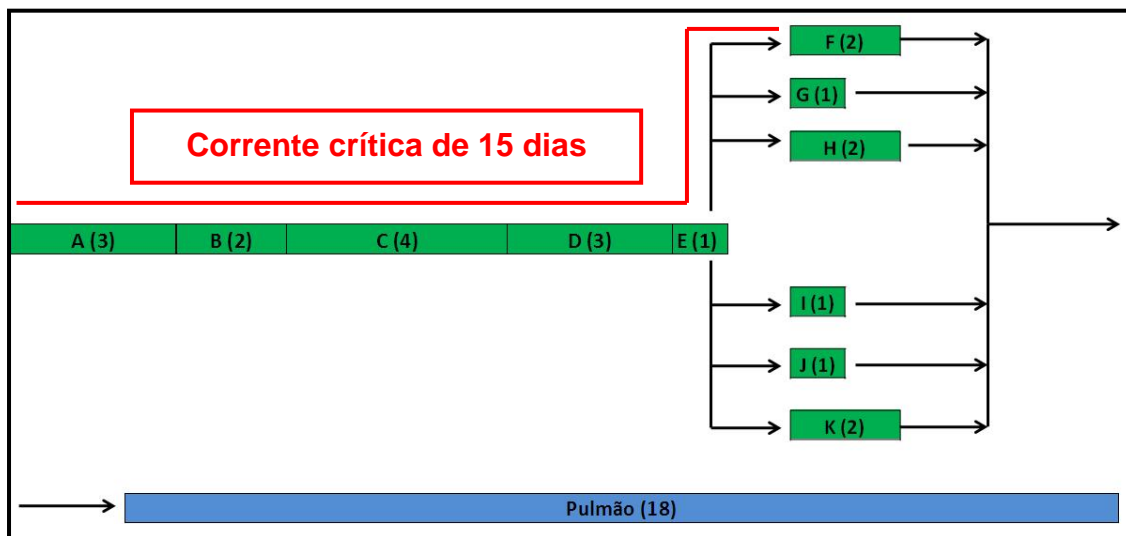 F (2)
G (1)
H (2)
Corrente crítica de 15 dias
A (3) B (2) C (4) D (3) E (1)
I (1)
J (1)
K (2)
Pulmão (18)